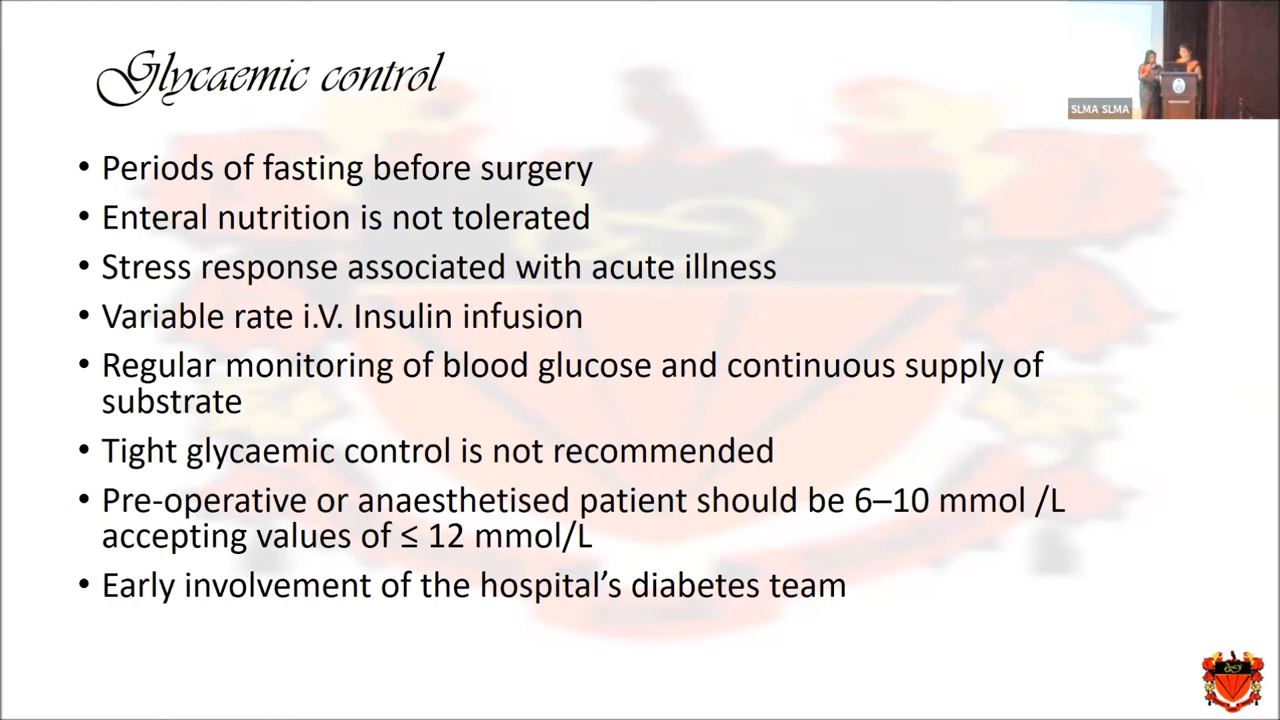 Glycaemic control
SLMA SLMA
• Periods of fasting before surgery
• Enteral nutrition is not tolerated
• Stress response associated with acute illness
• Variable rate i.V. Insulin infusion
• Regular monitoring of blood glucose and continuous supply of
substrate
• Tight glycaemic control is not recommended
• Pre-operative or anaesthetised patient should be 6–10 mmol /L
accepting values of ≤ 12 mmol/L
• Early involvement of the hospital’s diabetes team